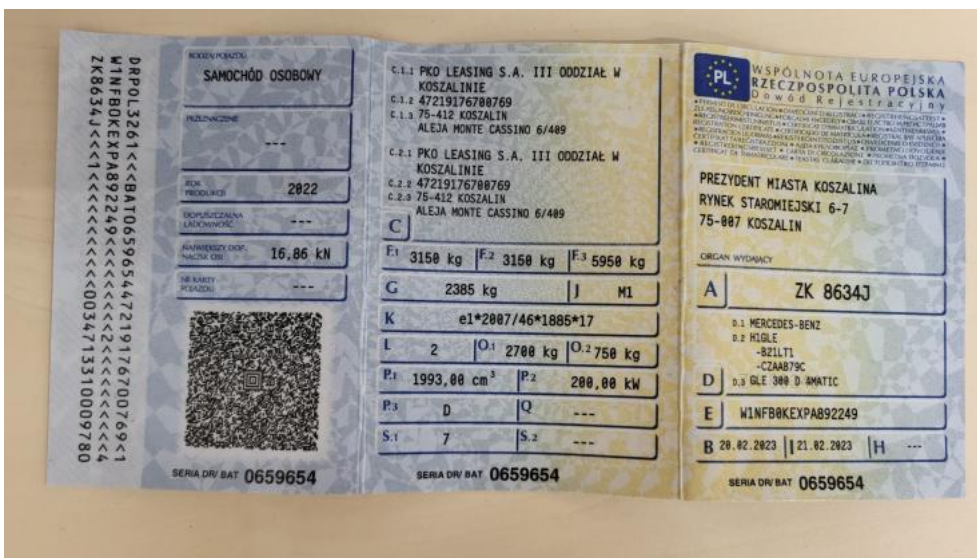 DRPOL3261<<<BAT065965447219176700769<1
W1NFB0KEXPA892249<<<<<<<2<<<<<<<<<<<4
ZK8634J<<<1<<<<<<<<<<<<<<0034713310009780
RODZAJ POJAZDU
SAMOCHÓD OSOBOWY
PRZEZNACZENIE
---
ROK PRODUKCJI 2022
DOPUSZCZALNA ŁADOWNOŚĆ ---
NAJWIĘKSZY DOP. NACISK OSI 16,86 kN
NR KARTY POJAZDU ---
SERIA DR/ BAT 0659654
C.1.1 PKO LEASING S.A. III ODDZIAŁ W
KOSZALINIE
C.1.2 47219176700769
C.1.3 75-412 KOSZALIN
ALEJA MONTE CASSINO 6/409
C.2.1 PKO LEASING S.A. III ODDZIAŁ W
KOSZALINIE
C.2.2 47219176700769
C.2.3 75-412 KOSZALIN
ALEJA MONTE CASSINO 6/409
C
F.1 3150 kg F.2 3150 kg F.3 5950 kg
G 2385 kg J M1
K e1*2007/46*1885*17
L 2 O.1 2700 kg O.2 750 kg
P.1 1993,00 cm³ P.2 200,00 kW
P.3 D Q ---
S.1 7 S.2 ---
SERIA DR/ BAT 0659654
PL
WSPÓLNOTA EUROPEJSKA
RZECZPOSPOLITA POLSKA
Dowód Rejestracyjny
PREZYDENT MIASTA KOSZALINA
RYNEK STAROMIEJSKI 6-7
75-007 KOSZALIN
ORGAN WYDAJĄCY
A ZK 8634J
D.1 MERCEDES-BENZ
D.2 H1GLE
-B21LT1
-CZAAB79C
D D.3 GLE 300 D 4MATIC
E W1NFB0KEXPA892249
B 20.02.2023 I 21.02.2023 H ---
SERIA DR/ BAT 0659654